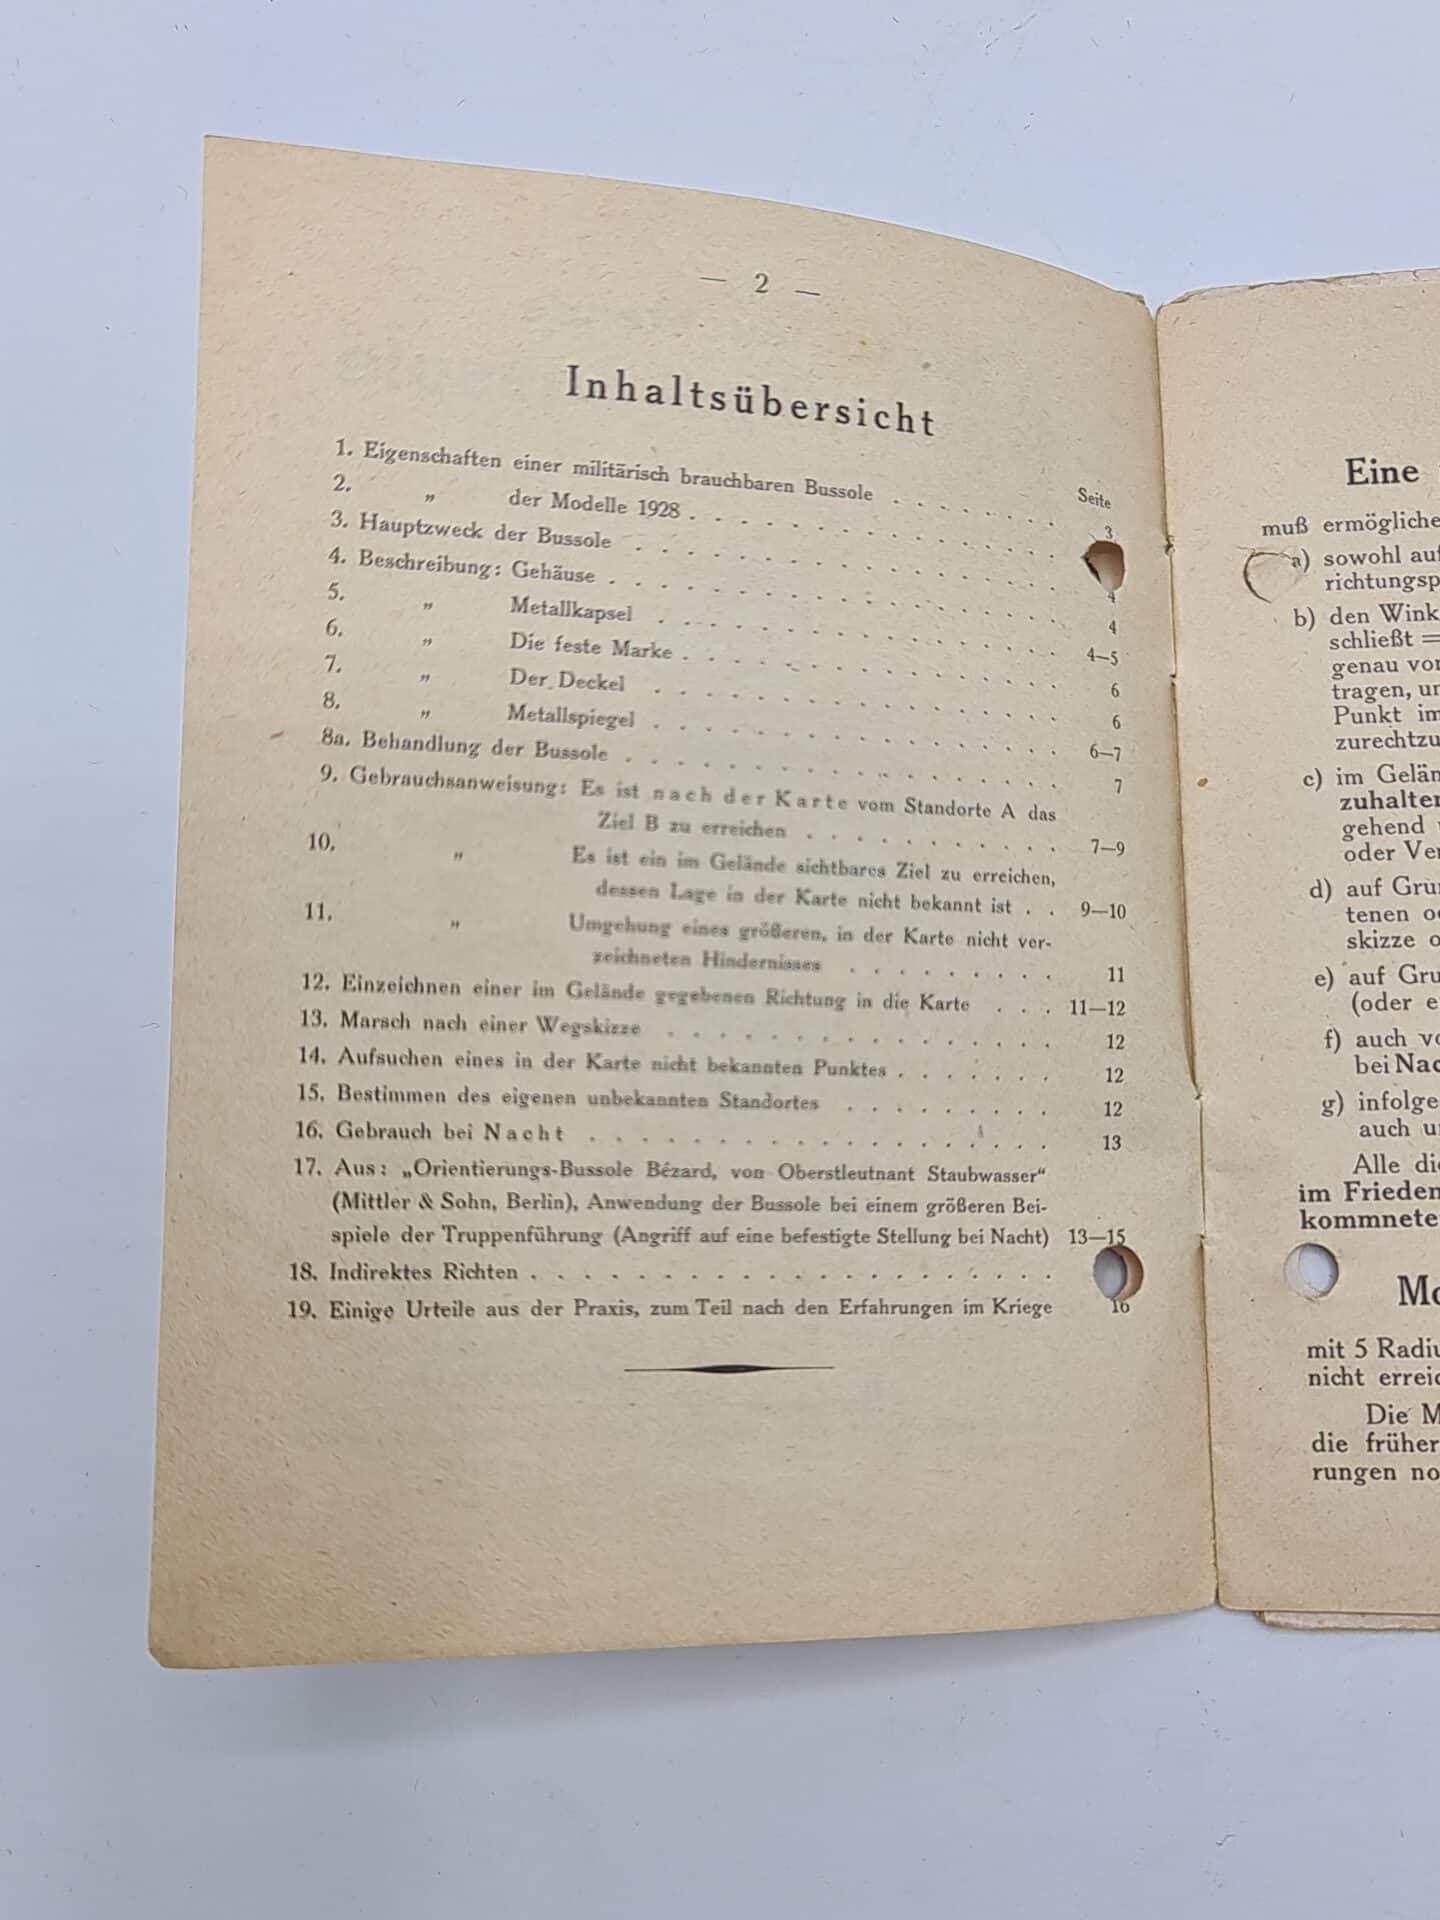 — 2 —
Inhaltsübersicht
Seite
1. Eigenschaften einer militärisch brauchbaren Bussole . . . . . . . 3
2. „ der Modelle 1928 . . . . . . . . . . . . . .
3. Hauptzweck der Bussole . . . . . . . . . . . . . . . . 4
4. Beschreibung: Gehäuse . . . . . . . . . . . . . . . . . 4
5. „ Metallkapsel . . . . . . . . . . . . . . . 4—5
6. „ Die feste Marke . . . . . . . . . . . . . . 6
7. „ Der Deckel . . . . . . . . . . . . . . . 6
8. „ Metallspiegel . . . . . . . . . . . . . . . 6—7
8a. Behandlung der Bussole . . . . . . . . . . . . . . . . 7
9. Gebrauchsanweisung: Es ist nach der Karte vom Standorte A das
Ziel B zu erreichen . . . . . . . . . . 7—9
10. „ Es ist ein im Gelände sichtbares Ziel zu erreichen,
dessen Lage in der Karte nicht bekannt ist . . 9—10
11. „ Umgehung eines größeren, in der Karte nicht ver-
zeichneten Hindernisses . . . . . . . . . 11
12. Einzeichnen einer im Gelände gegebenen Richtung in die Karte . . . 11—12
13. Marsch nach einer Wegskizze . . . . . . . . . . . . . . . 12
14. Aufsuchen eines in der Karte nicht bekannten Punktes . . . . . . . 12
15. Bestimmen des eigenen unbekannten Standortes . . . . . . . . . 12
16. Gebrauch bei Nacht . . . . . . . . . . . . . . . . . . 13
17. Aus: „Orientierungs-Bussole Bézard, von Oberstleutnant Staubwasser“
(Mittler & Sohn, Berlin), Anwendung der Bussole bei einem größeren Bei-
spiele der Truppenführung (Angriff auf eine befestigte Stellung bei Nacht) 13—15
18. Indirektes Richten . . . . . . . . . . . . . . . . . . . .
19. Einige Urteile aus der Praxis, zum Teil nach den Erfahrungen im Kriege 16
Eine
muß ermögliche
a) sowohl auf
richtungsp
b) den Wink
schließt =
genau vor
tragen, un
Punkt im
zurechtzu
c) im Gelän
zuhalten
gehend
oder Ver
d) auf Grun
tenen od
skizze o
e) auf Gru
(oder e
f) auch vo
bei Nac
g) infolge
auch u
Alle die
im Frieden
kommnete
Mo
mit 5 Radiu
nicht erreic
Die M
die früher
rungen no